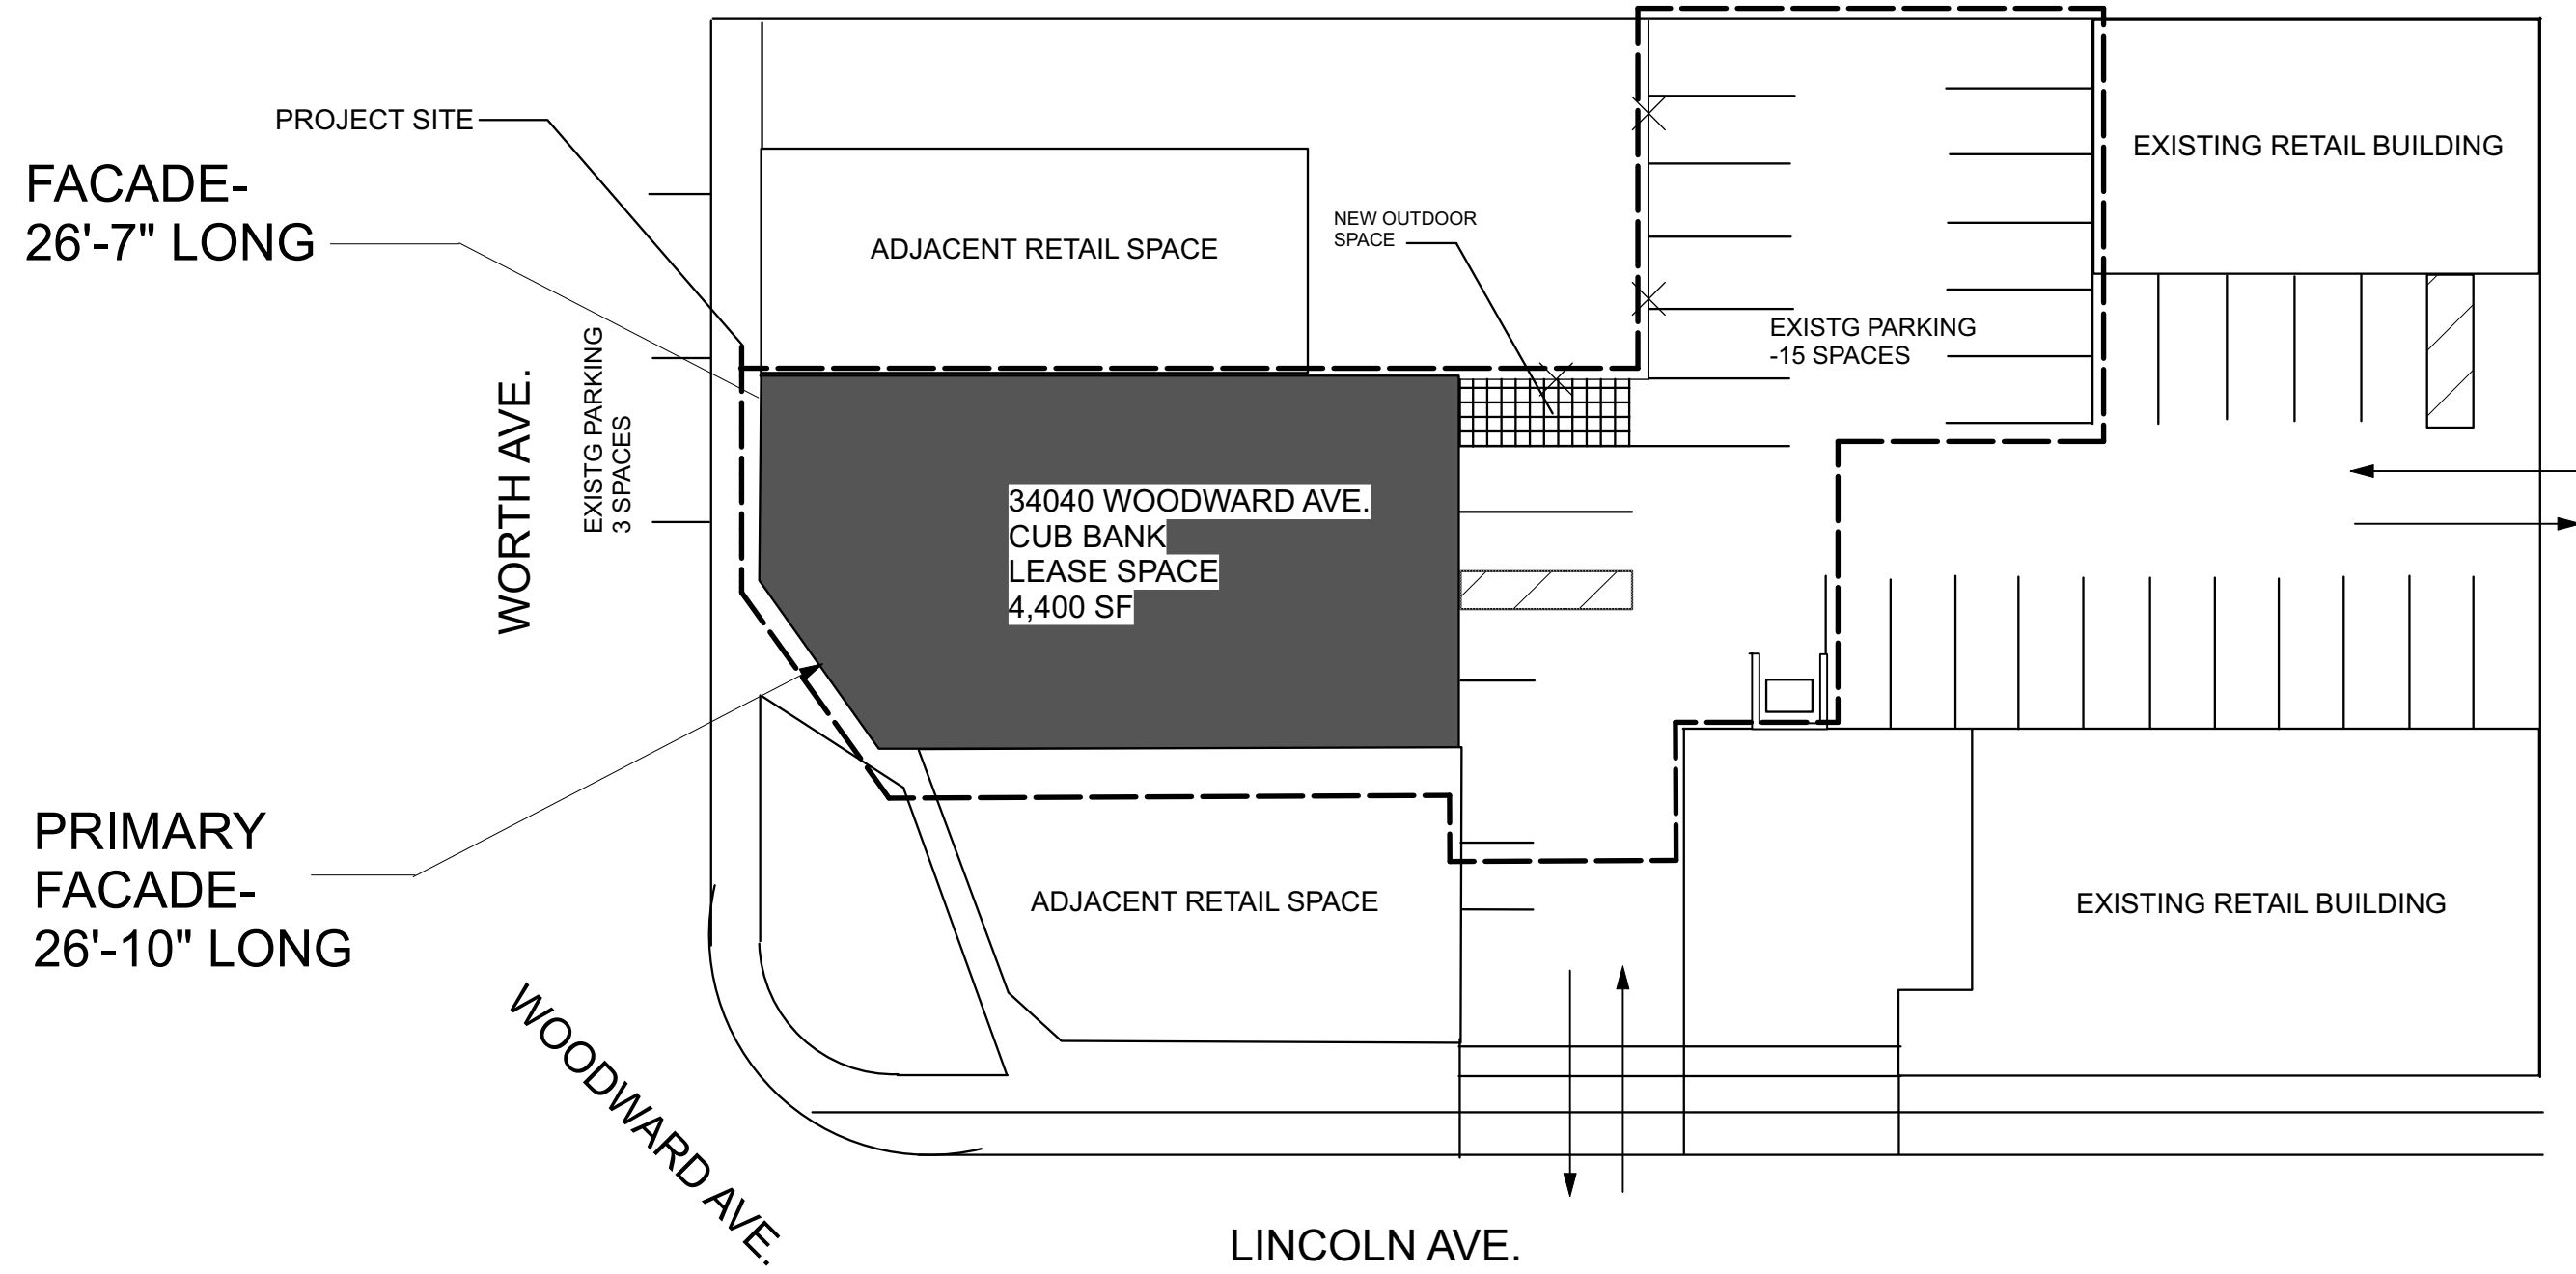 PROJECT SITE
FACADE-
26'-7" LONG
EXISTING RETAIL BUILDING
NEW OUTDOOR
SPACE
ADJACENT RETAIL SPACE
EXISTG PARKING
-15 SPACES
WORTH AVE.
EXISTG PARKING
3 SPACES
34040 WOODWARD AVE.
CUB BANK
LEASE SPACE
4,400 SF
PRIMARY
FACADE-
26'-10" LONG
ADJACENT RETAIL SPACE
EXISTING RETAIL BUILDING
WOODWARD AVE.
LINCOLN AVE.